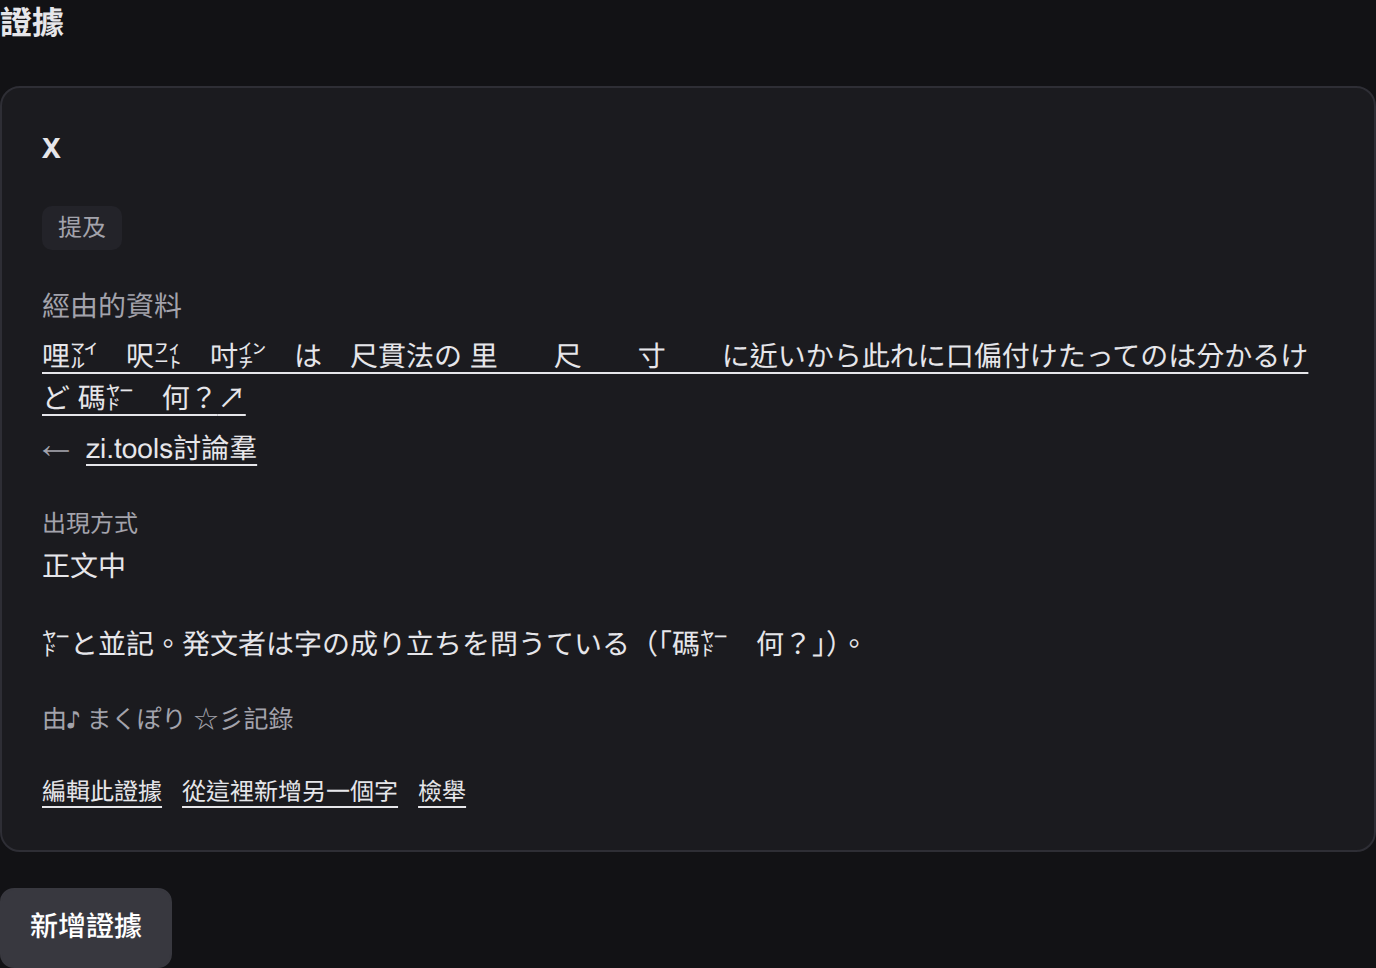 證據
X
提及
經由的資料
哩㍄　呎㌳　吋㌅　は　尺貫法の 里　　尺　　寸　　に近いから此れに口偏付けたってのは分かるけ
ど 碼㍎　何？↗
← zi.tools討論羣
出現方式
正文中
㍎と並記。発文者は字の成り立ちを問うている（「碼㍎　何？」）。
由♪ まくぽり ☆彡記錄
編輯此證據 從這裡新增另一個字 檢舉
新增證據